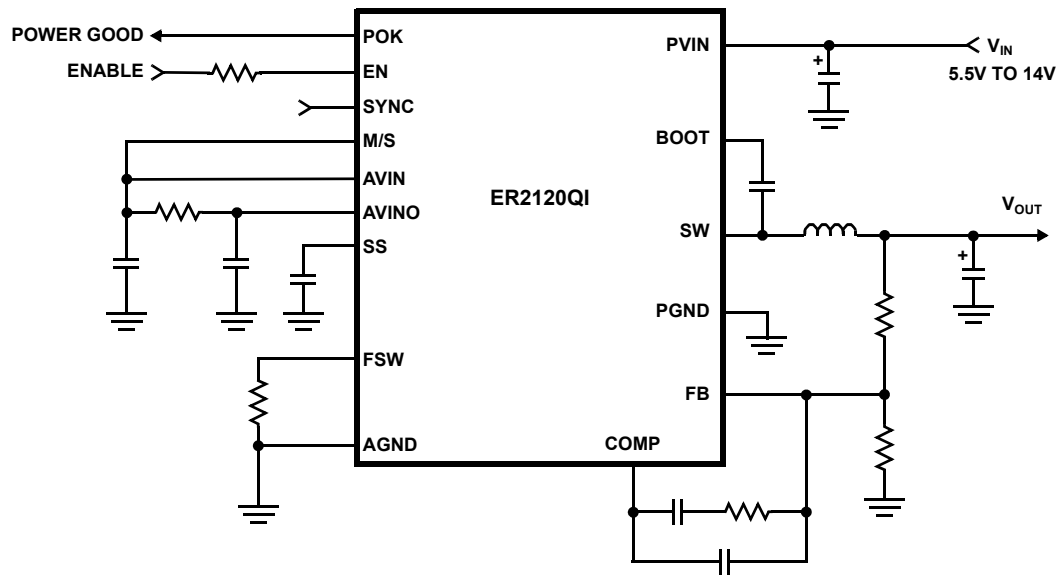 POWER GOOD
POK
ENABLE
EN
SYNC
M/S
AVIN
AVINO
SS
FSW
AGND
ER2120QI
COMP
PVIN
V_IN
5.5V TO 14V
BOOT
SW
V_OUT
PGND
FB
+
+